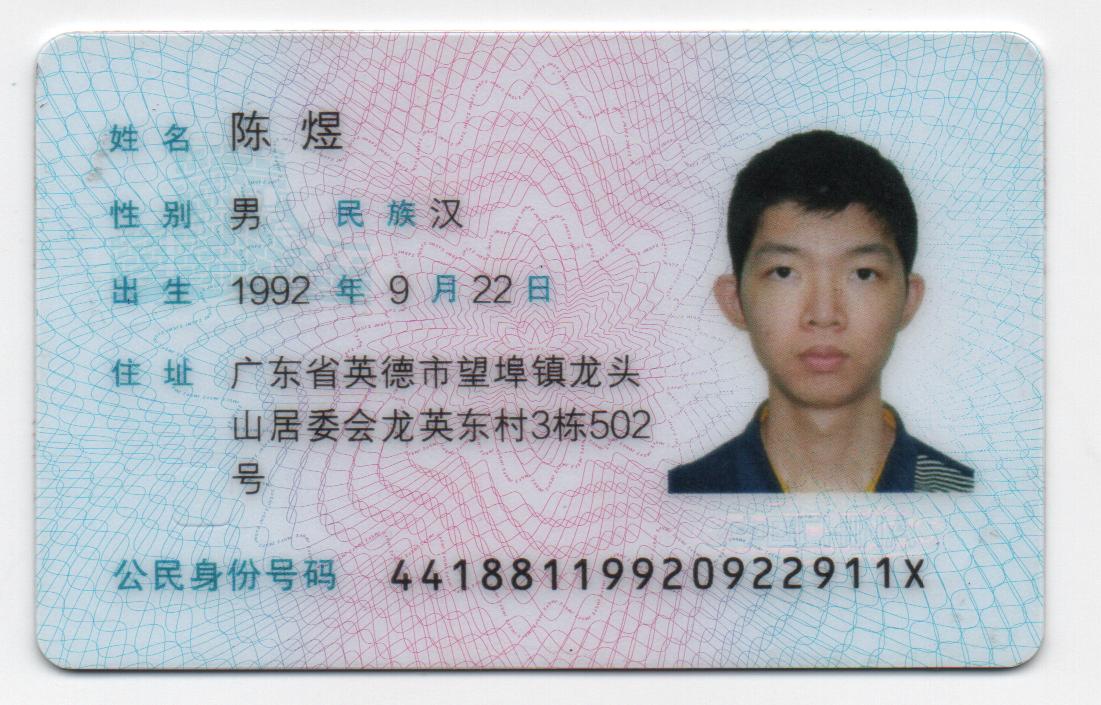 姓名 陈煜
性别 男 民族 汉
出生 1992 年 9 月 22 日
住址 广东省英德市望埠镇龙头
山居委会龙英东村3栋502
号
公民身份号码 44188119920922911X